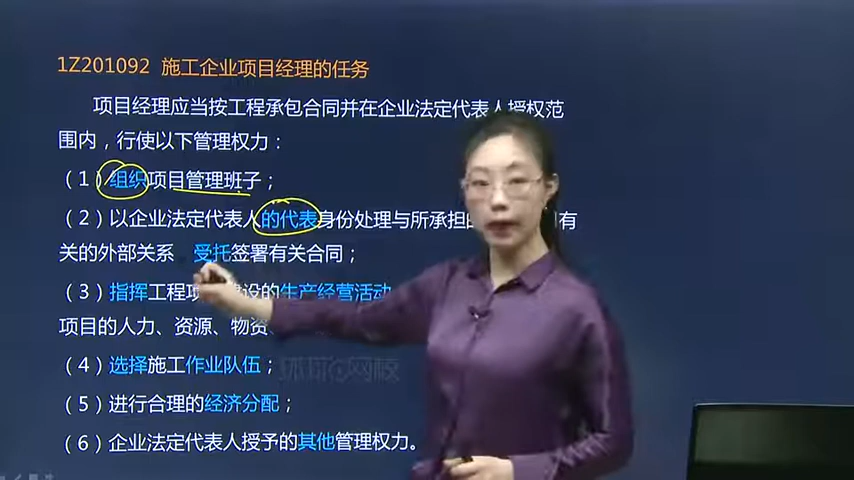 1Z201092 施工企业项目经理的任务
项目经理应当按工程承包合同并在企业法定代表人授权范
围内，行使以下管理权力：
（1）组织项目管理班子；
（2）以企业法定代表人的代表身份处理与所承担的 有
关的外部关系 受托签署有关合同；
（3）指挥工程项 建设的生产经营活动
项目的人力、资源、物资、
（4）选择施工作业队伍；
环球网校
（5）进行合理的经济分配；
（6）企业法定代表人授予的其他管理权力。